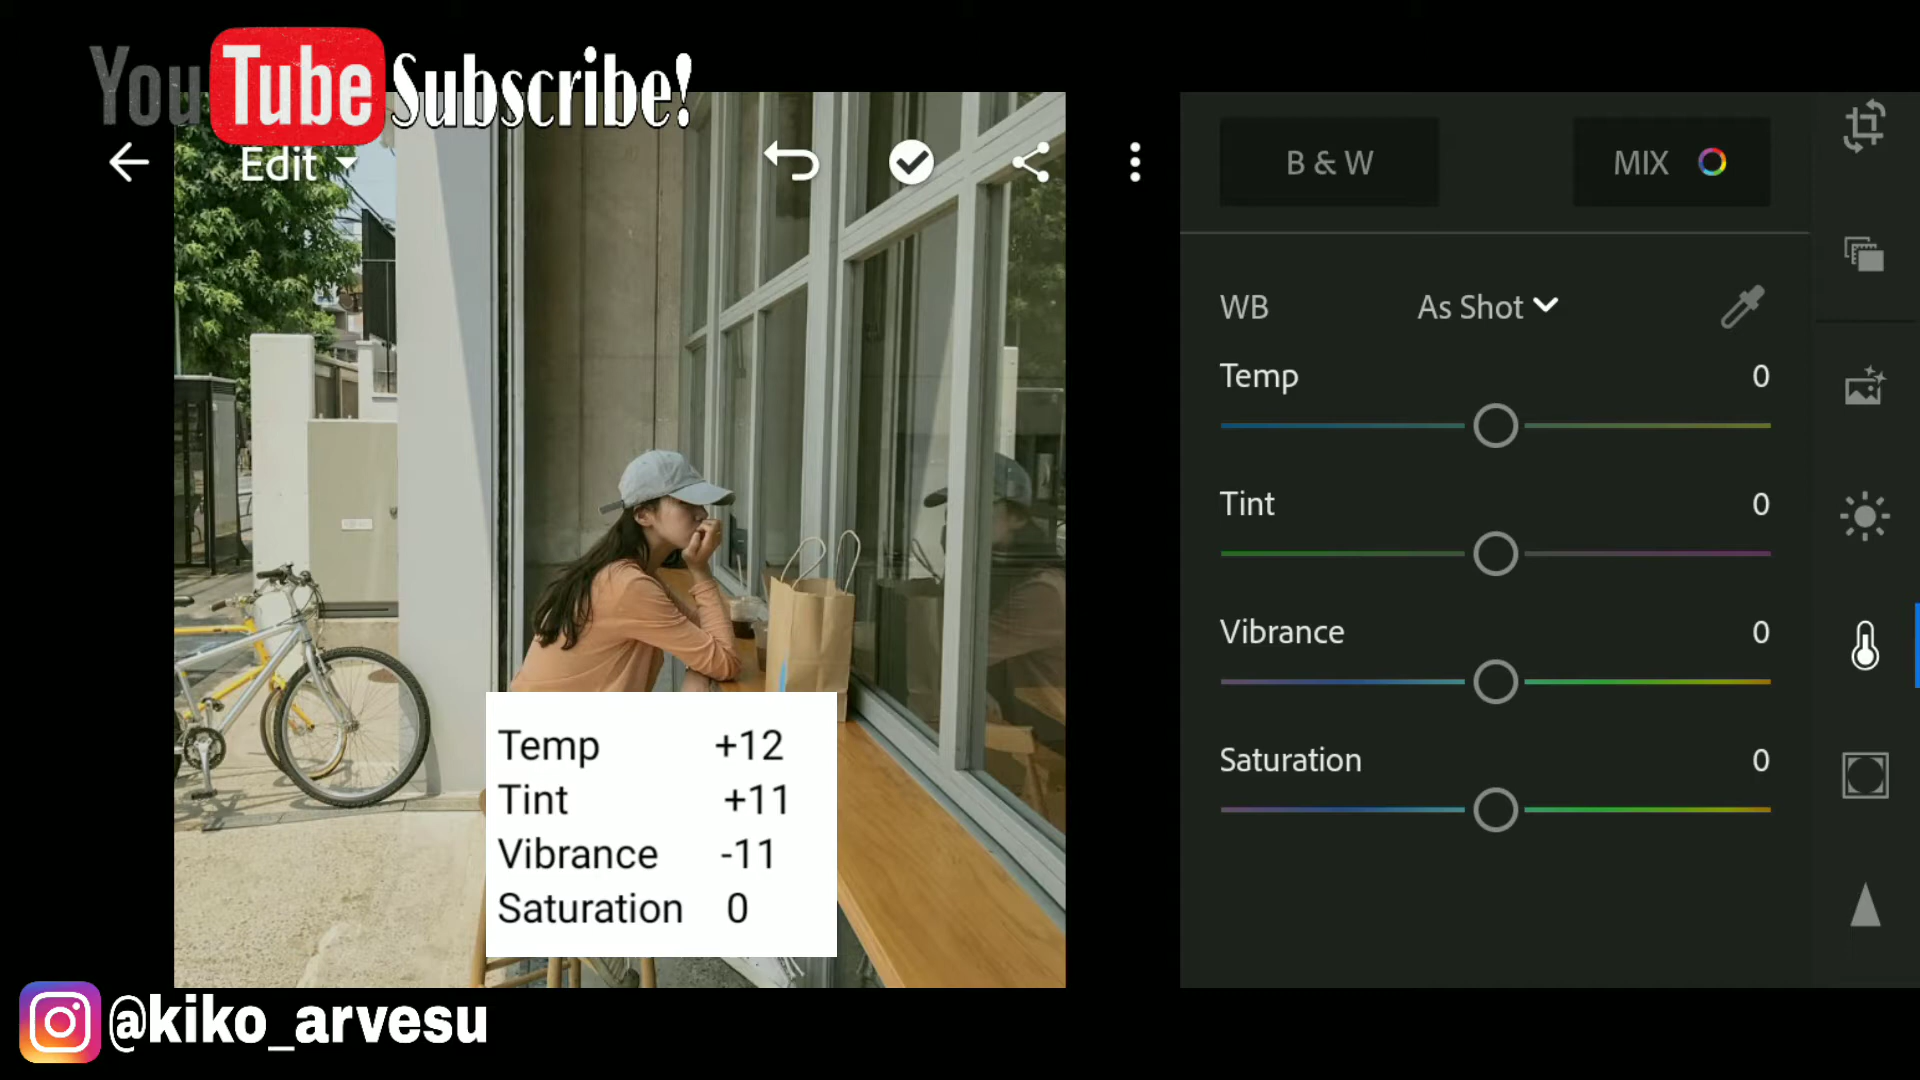 YouTube Subscribe!
Edit
B & W
MIX
WB As Shot
Temp 0
Tint 0
Vibrance 0
Saturation 0
Temp +12
Tint +11
Vibrance -11
Saturation 0
@kiko_arvesu